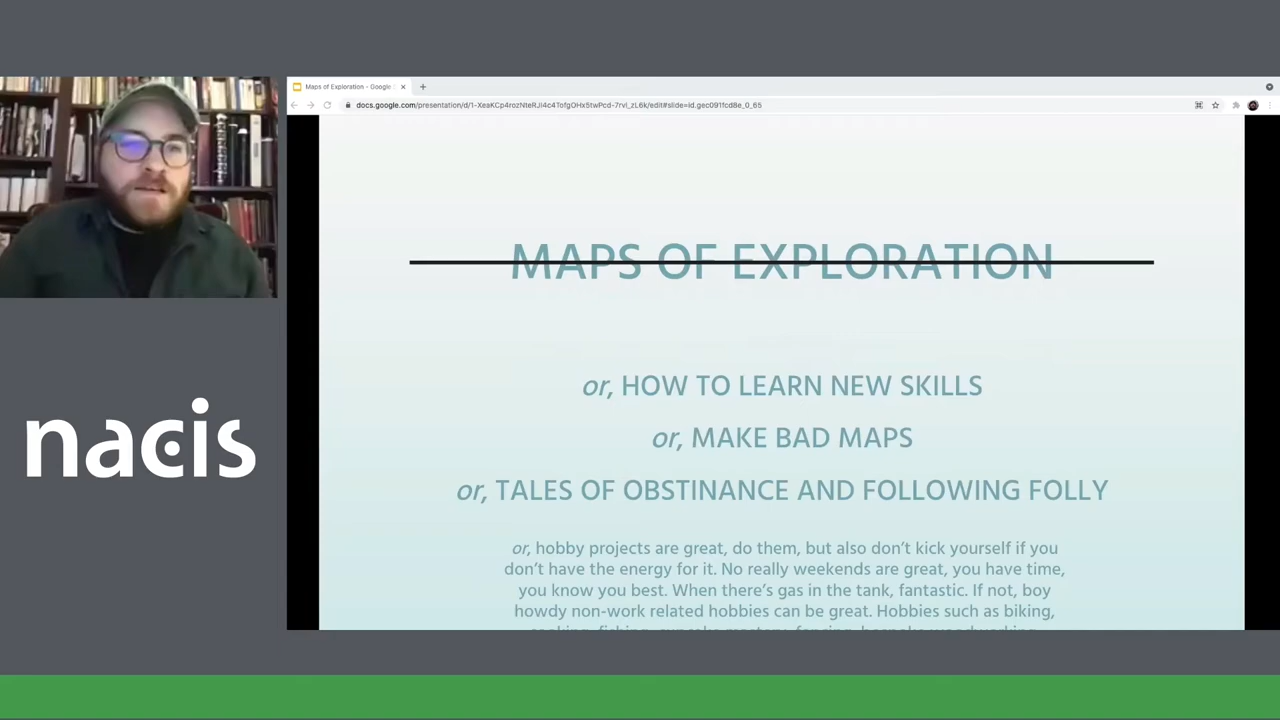 Maps of Exploration - Google
docs.google.com/presentation/d/1-XeaKCp4rozNteRJI4c4TofgOHx5twPcd-7rvl_zL6k/edit#slide=id.gec091fcd8e_0_65
MAPS OF EXPLORATION
or, HOW TO LEARN NEW SKILLS
or, MAKE BAD MAPS
or, TALES OF OBSTINANCE AND FOLLOWING FOLLY
or, hobby projects are great, do them, but also don't kick yourself if you
don't have the energy for it. No really weekends are great, you have time,
you know you best. When there's gas in the tank, fantastic. If not, boy
howdy non-work related hobbies can be great. Hobbies such as biking,
nacis